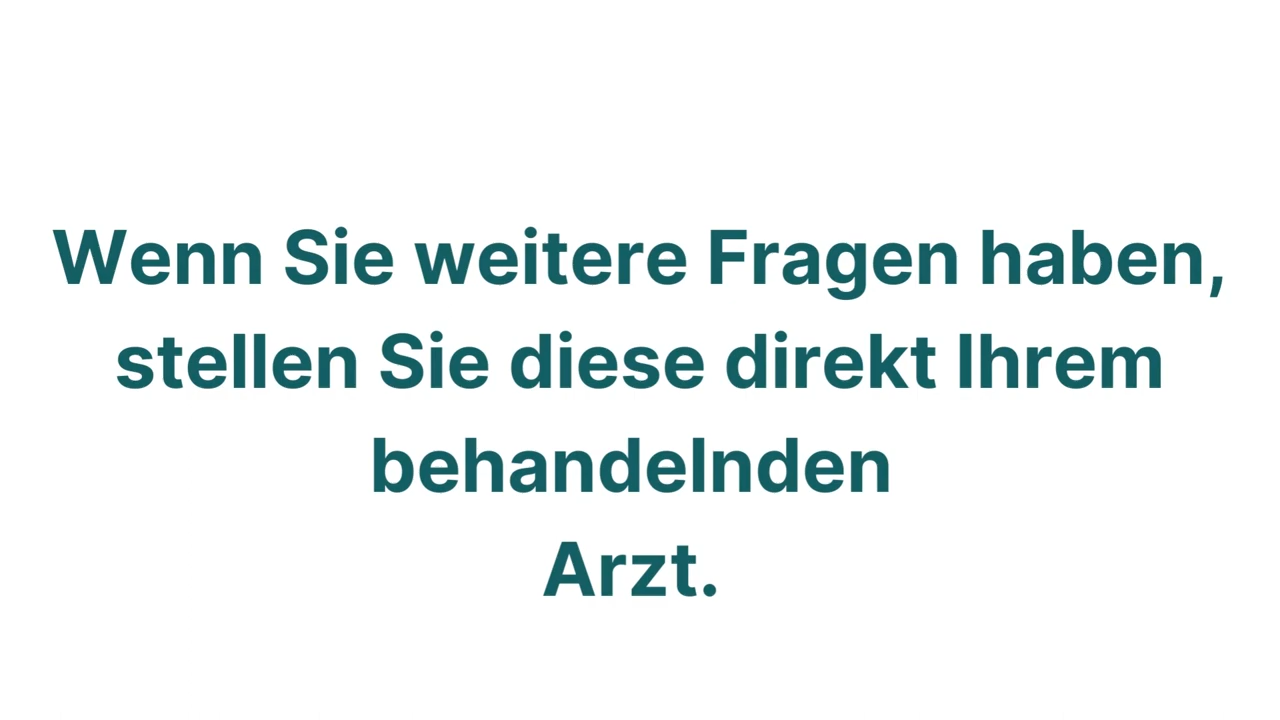 Wenn Sie weitere Fragen haben,
stellen Sie diese direkt Ihrem
behandelnden
Arzt.